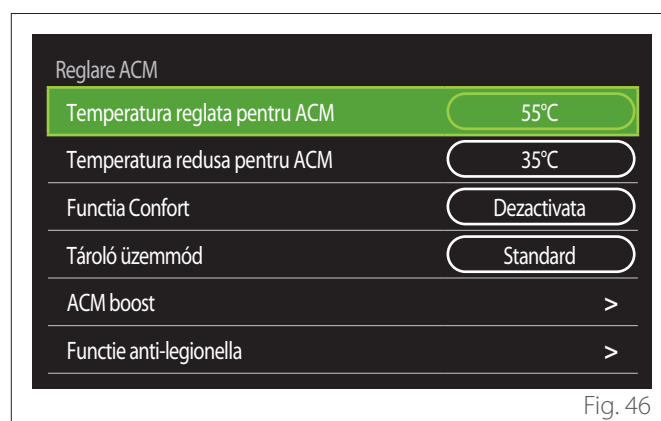 Reglare ACM
Temperatura reglata pentru ACM 55°C
Temperatura redusa pentru ACM 35°C
Functia Confort Dezactivata
Tároló üzemmód Standard
ACM boost >
Functie anti-legionella >
Fig. 46